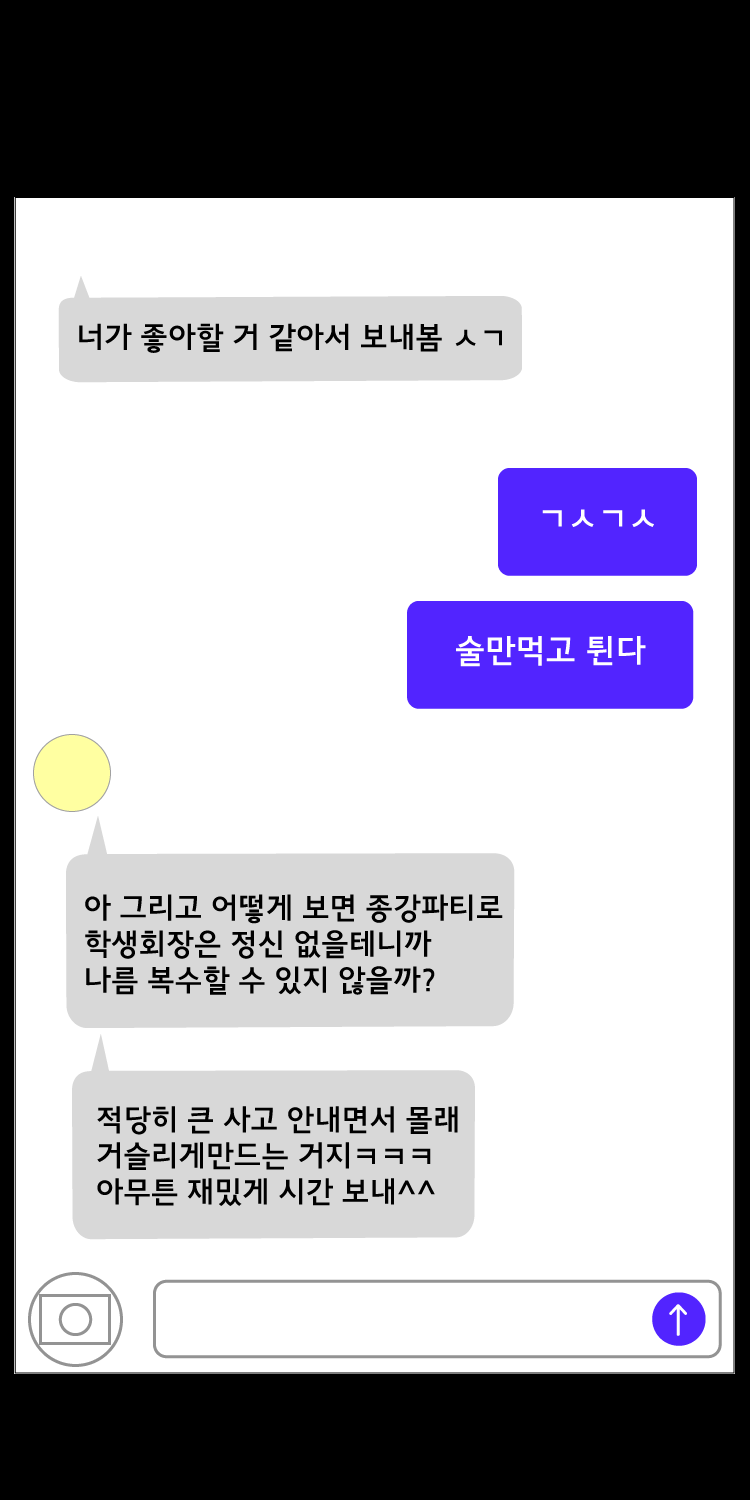 너가 좋아할 거 같아서 보내봄 ㅅㄱ
ㄱㅅㄱㅅ
술만먹고 튄다
아 그리고 어떻게 보면 종강파티로
학생회장은 정신 없을테니까
나름 복수할 수 있지 않을까?
적당히 큰 사고 안내면서 몰래
거슬리게만드는 거지ㅋㅋㅋ
아무튼 재밌게 시간 보내^^